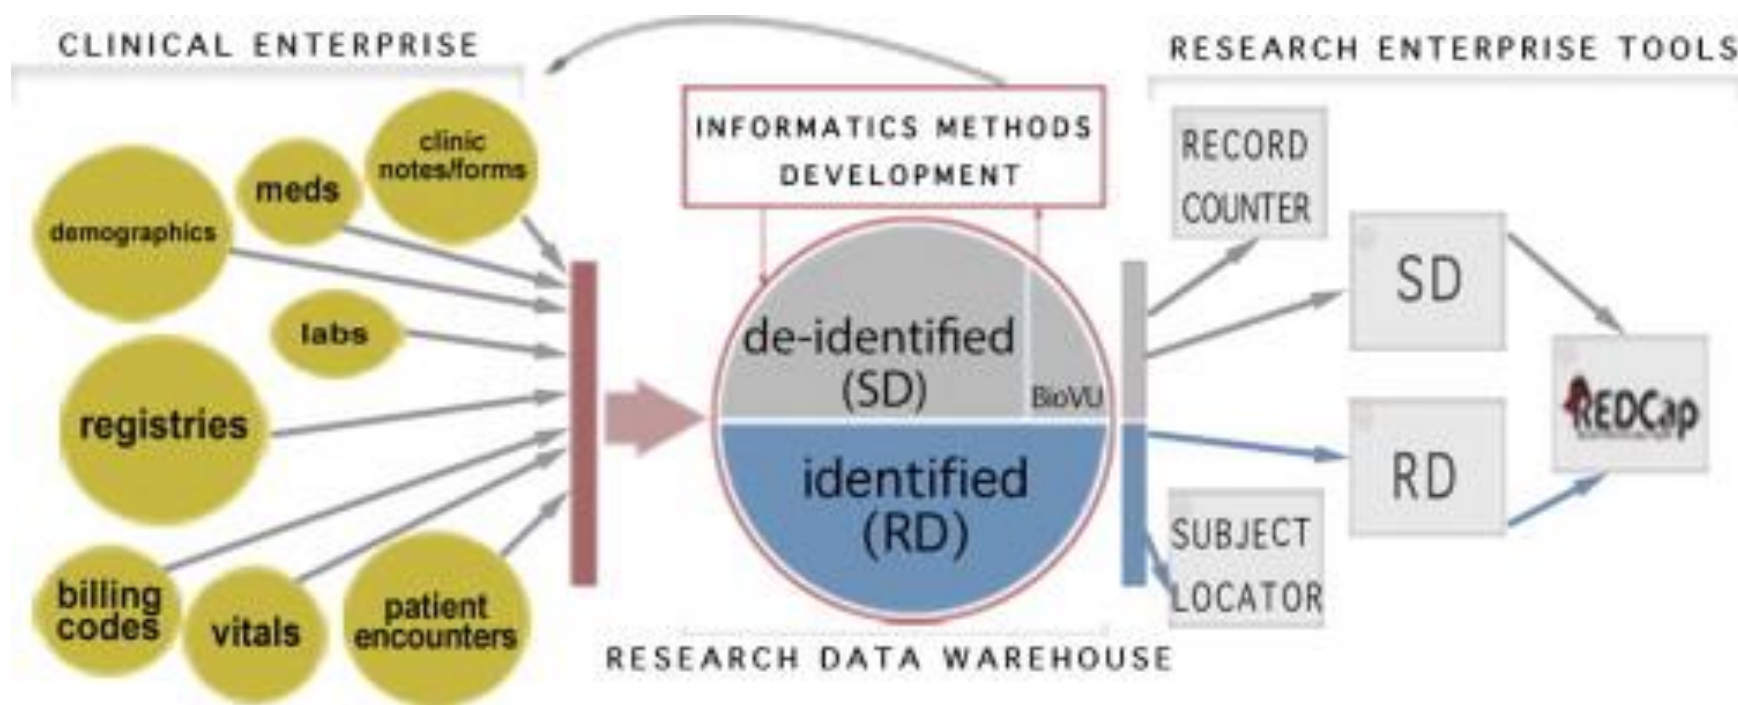 CLINICAL ENTERPRISE
RESEARCH ENTERPRISE TOOLS
clinic
notes/forms
meds
demographics
labs
registries
billing
codes
vitals
patient
encounters
INFORMATICS METHODS
DEVELOPMENT
de-identified
(SD)
BioVU
identified
(RD)
RESEARCH DATA WAREHOUSE
RECORD
COUNTER
SD
RD
SUBJECT
LOCATOR
REDCap